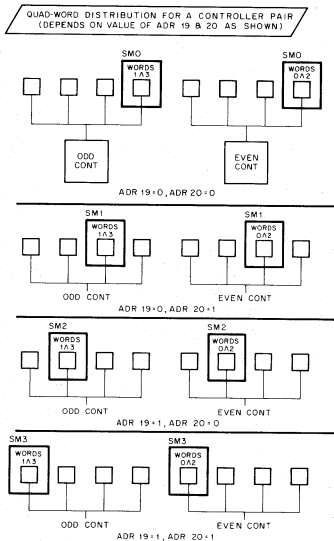 QUAD-WORD DISTRIBUTION FOR A CONTROLLER PAIR
(DEPENDS ON VALUE OF ADR 19 & 20 AS SHOWN)
SM0 SM0
WORDS WORDS
1∧3 0∧2
ODD EVEN
CONT CONT
ADR 19=0, ADR 20=0
SM1 SM1
WORDS WORDS
1∧3 0∧2
ODD CONT EVEN CONT
ADR 19=0, ADR 20=1
SM2 SM2
WORDS WORDS
1∧3 0∧2
ODD CONT EVEN CONT
ADR 19=1, ADR 20=0
SM3 SM3
WORDS WORDS
1∧3 0∧2
ODD CONT EVEN CONT
ADR 19=1, ADR 20=1